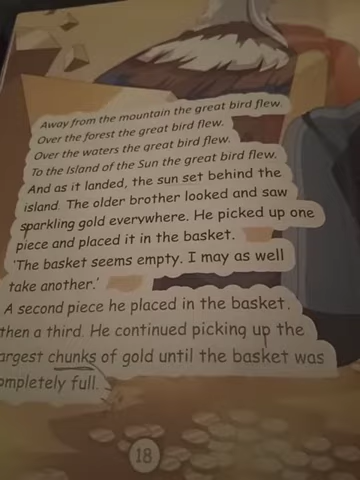 Away from the mountain the great bird flew.
Over the forest the great bird flew.
Over the waters the great bird flew.
To the Island of the Sun the great bird flew.
And as it landed, the sun set behind the
island. The older brother looked and saw
sparkling gold everywhere. He picked up one
piece and placed it in the basket.
'The basket seems empty. I may as well
take another.'
A second piece he placed in the basket,
then a third. He continued picking up the
argest chunks of gold until the basket was
ompletely full.
18